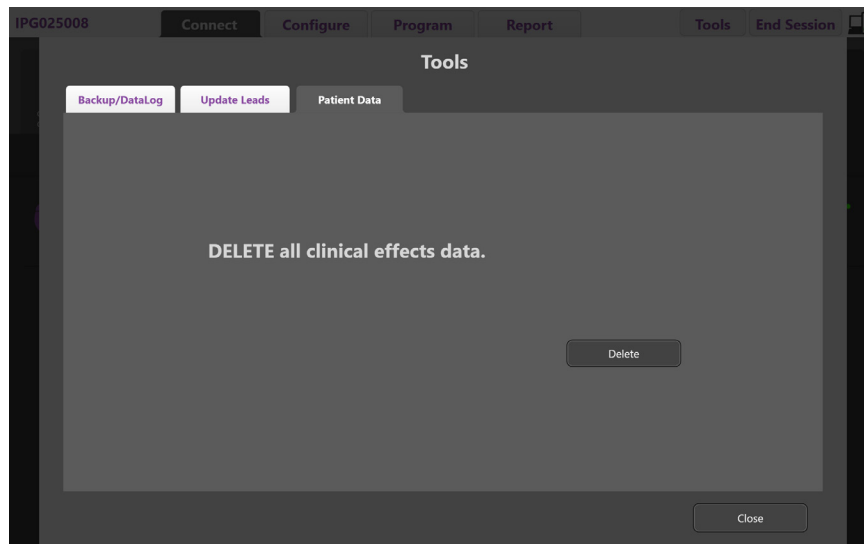 IPG025008 Connect Configure Program Report Tools End Session
Tools
Backup/DataLog Update Leads Patient Data
DELETE all clinical effects data.
Delete
Close